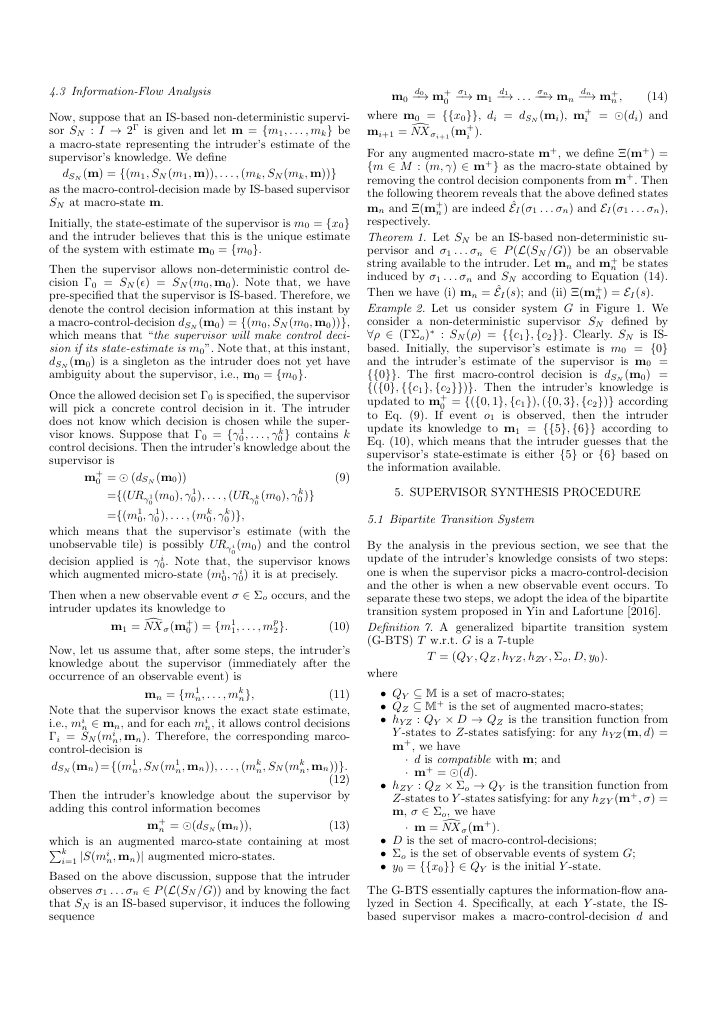 4.3 Information-Flow Analysis
Now, suppose that an IS-based non-deterministic supervi-
sor S_N : I → 2^Γ is given and let m = {m_1, . . . , m_k} be
a macro-state representing the intruder's estimate of the
supervisor's knowledge. We define
d_{S_N}(m) = {(m_1, S_N(m_1, m)), . . . , (m_k, S_N(m_k, m))}
as the macro-control-decision made by IS-based supervisor
S_N at macro-state m.
Initially, the state-estimate of the supervisor is m_0 = {x_0}
and the intruder believes that this is the unique estimate
of the system with estimate m_0 = {m_0}.
Then the supervisor allows non-deterministic control de-
cision Γ_0 = S_N(ϵ) = S_N(m_0, m_0). Note that, we have
pre-specified that the supervisor is IS-based. Therefore, we
denote the control decision information at this instant by
a macro-control-decision d_{S_N}(m_0) = {(m_0, S_N(m_0, m_0))},
which means that "the supervisor will make control deci-
sion if its state-estimate is m_0". Note that, at this instant,
d_{S_N}(m_0) is a singleton as the intruder does not yet have
ambiguity about the supervisor, i.e., m_0 = {m_0}.
Once the allowed decision set Γ_0 is specified, the supervisor
will pick a concrete control decision in it. The intruder
does not know which decision is chosen while the super-
visor knows. Suppose that Γ_0 = {γ_0^1, . . . , γ_0^k} contains k
control decisions. Then the intruder's knowledge about the
supervisor is
m_0^+ = ⊙ (d_{S_N}(m_0)) (9)
={(UR_{γ_0^1}(m_0), γ_0^1), . . . , (UR_{γ_0^k}(m_0), γ_0^k)}
={(m_0^1, γ_0^1), . . . , (m_0^k, γ_0^k)},
which means that the supervisor's estimate (with the
unobservable tile) is possibly UR_{γ_0^i}(m_0) and the control
decision applied is γ_0^i. Note that, the supervisor knows
which augmented micro-state (m_0^i, γ_0^i) it is at precisely.
Then when a new observable event σ ∈ Σ_o occurs, and the
intruder updates its knowledge to
m_1 = \widehat{NX}_σ(m_0^+) = {m_1^1, . . . , m_2^p}. (10)
Now, let us assume that, after some steps, the intruder's
knowledge about the supervisor (immediately after the
occurrence of an observable event) is
m_n = {m_n^1, . . . , m_n^k}, (11)
Note that the supervisor knows the exact state estimate,
i.e., m_n^i ∈ m_n, and for each m_n^i, it allows control decisions
Γ_i = S_N(m_n^i, m_n). Therefore, the corresponding marco-
control-decision is
d_{S_N}(m_n)={(m_n^1, S_N(m_n^1, m_n)), . . . , (m_n^k, S_N(m_n^k, m_n))}.
(12)
Then the intruder's knowledge about the supervisor by
adding this control information becomes
m_n^+ = ⊙(d_{S_N}(m_n)), (13)
which is an augmented marco-state containing at most
∑_{i=1}^k |S(m_n^i, m_n)| augmented micro-states.
Based on the above discussion, suppose that the intruder
observes σ_1 . . . σ_n ∈ P(L(S_N/G)) and by knowing the fact
that S_N is an IS-based supervisor, it induces the following
sequence
m_0 \xrightarrow{d_0} m_0^+ \xrightarrow{σ_1} m_1 \xrightarrow{d_1} . . . \xrightarrow{σ_n} m_n \xrightarrow{d_n} m_n^+, (14)
where m_0 = {{x_0}}, d_i = d_{S_N}(m_i), m_i^+ = ⊙(d_i) and
m_{i+1} = \widehat{NX}_{σ_{i+1}}(m_i^+).
For any augmented macro-state m^+, we define Ξ(m^+) =
{m ∈ M : (m, γ) ∈ m^+} as the macro-state obtained by
removing the control decision components from m^+. Then
the following theorem reveals that the above defined states
m_n and Ξ(m_n^+) are indeed \hat{E}_I(σ_1 . . . σ_n) and E_I(σ_1 . . . σ_n),
respectively.
Theorem 1. Let S_N be an IS-based non-deterministic su-
pervisor and σ_1 . . . σ_n ∈ P(L(S_N/G)) be an observable
string available to the intruder. Let m_n and m_n^+ be states
induced by σ_1 . . . σ_n and S_N according to Equation (14).
Then we have (i) m_n = \hat{E}_I(s); and (ii) Ξ(m_n^+) = E_I(s).
Example 2. Let us consider system G in Figure 1. We
consider a non-deterministic supervisor S_N defined by
∀ρ ∈ (ΓΣ_o)* : S_N(ρ) = {{c_1}, {c_2}}. Clearly. S_N is IS-
based. Initially, the supervisor's estimate is m_0 = {0}
and the intruder's estimate of the supervisor is m_0 =
{{0}}. The first macro-control decision is d_{S_N}(m_0) =
{({0}, {{c_1}, {c_2}})}. Then the intruder's knowledge is
updated to m_0^+ = {({0, 1}, {c_1}), ({0, 3}, {c_2})} according
to Eq. (9). If event o_1 is observed, then the intruder
update its knowledge to m_1 = {{5}, {6}} according to
Eq. (10), which means that the intruder guesses that the
supervisor's state-estimate is either {5} or {6} based on
the information available.
5. SUPERVISOR SYNTHESIS PROCEDURE
5.1 Bipartite Transition System
By the analysis in the previous section, we see that the
update of the intruder's knowledge consists of two steps:
one is when the supervisor picks a macro-control-decision
and the other is when a new observable event occurs. To
separate these two steps, we adopt the idea of the bipartite
transition system proposed in Yin and Lafortune [2016].
Definition 7. A generalized bipartite transition system
(G-BTS) T w.r.t. G is a 7-tuple
T = (Q_Y, Q_Z, h_{YZ}, h_{ZY}, Σ_o, D, y_0).
where
• Q_Y ⊆ 𝕄 is a set of macro-states;
• Q_Z ⊆ 𝕄^+ is the set of augmented macro-states;
• h_{YZ} : Q_Y × D → Q_Z is the transition function from
Y-states to Z-states satisfying: for any h_{YZ}(m, d) =
m^+, we have
· d is compatible with m; and
· m^+ = ⊙(d).
• h_{ZY} : Q_Z × Σ_o → Q_Y is the transition function from
Z-states to Y-states satisfying: for any h_{ZY}(m^+, σ) =
m, σ ∈ Σ_o, we have
· m = \widehat{NX}_σ(m^+).
• D is the set of macro-control-decisions;
• Σ_o is the set of observable events of system G;
• y_0 = {{x_0}} ∈ Q_Y is the initial Y-state.
The G-BTS essentially captures the information-flow ana-
lyzed in Section 4. Specifically, at each Y-state, the IS-
based supervisor makes a macro-control-decision d and